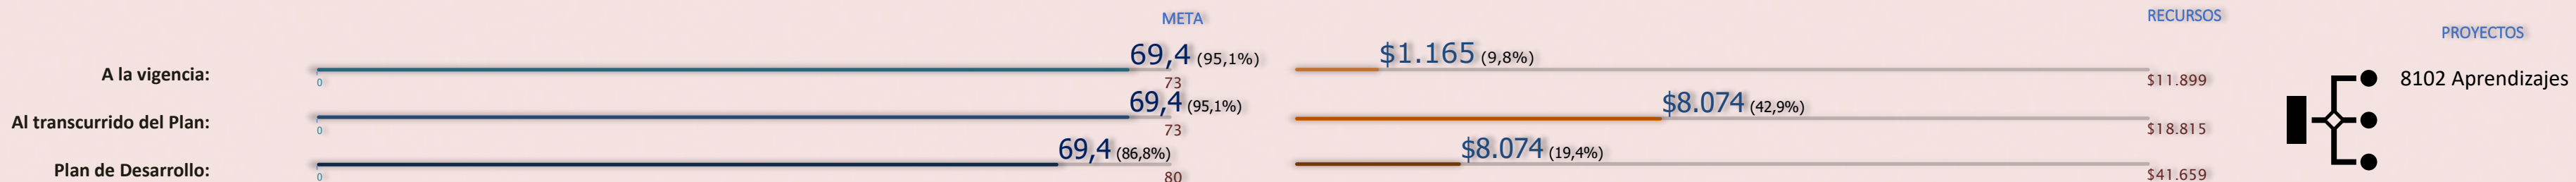 META
RECURSOS
PROYECTOS
A la vigencia:
0
69,4 (95,1%)
73
$1.165 (9,8%)
$11.899
8102 Aprendizajes
Al transcurrido del Plan:
0
69,4 (95,1%)
73
$8.074 (42,9%)
$18.815
Plan de Desarrollo:
0
69,4 (86,8%)
80
$8.074 (19,4%)
$41.659